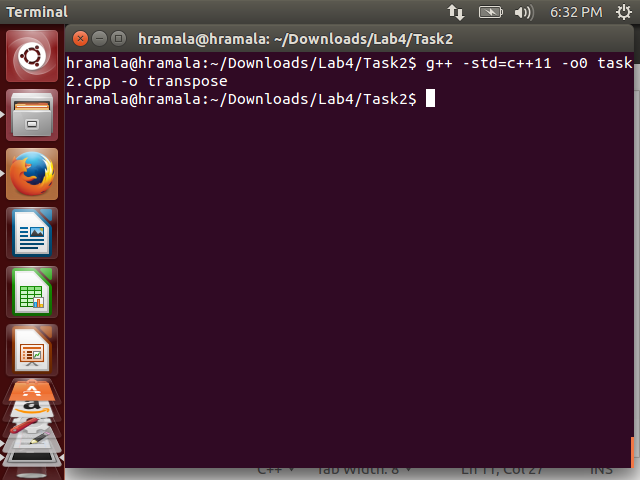 Terminal
6:32 PM
hramala@hramala: ~/Downloads/Lab4/Task2
hramala@hramala:~/Downloads/Lab4/Task2$ g++ -std=c++11 -o0 task
2.cpp -o transpose
hramala@hramala:~/Downloads/Lab4/Task2$
C++ Tab Width: 8 Ln 11, Col 27 INS